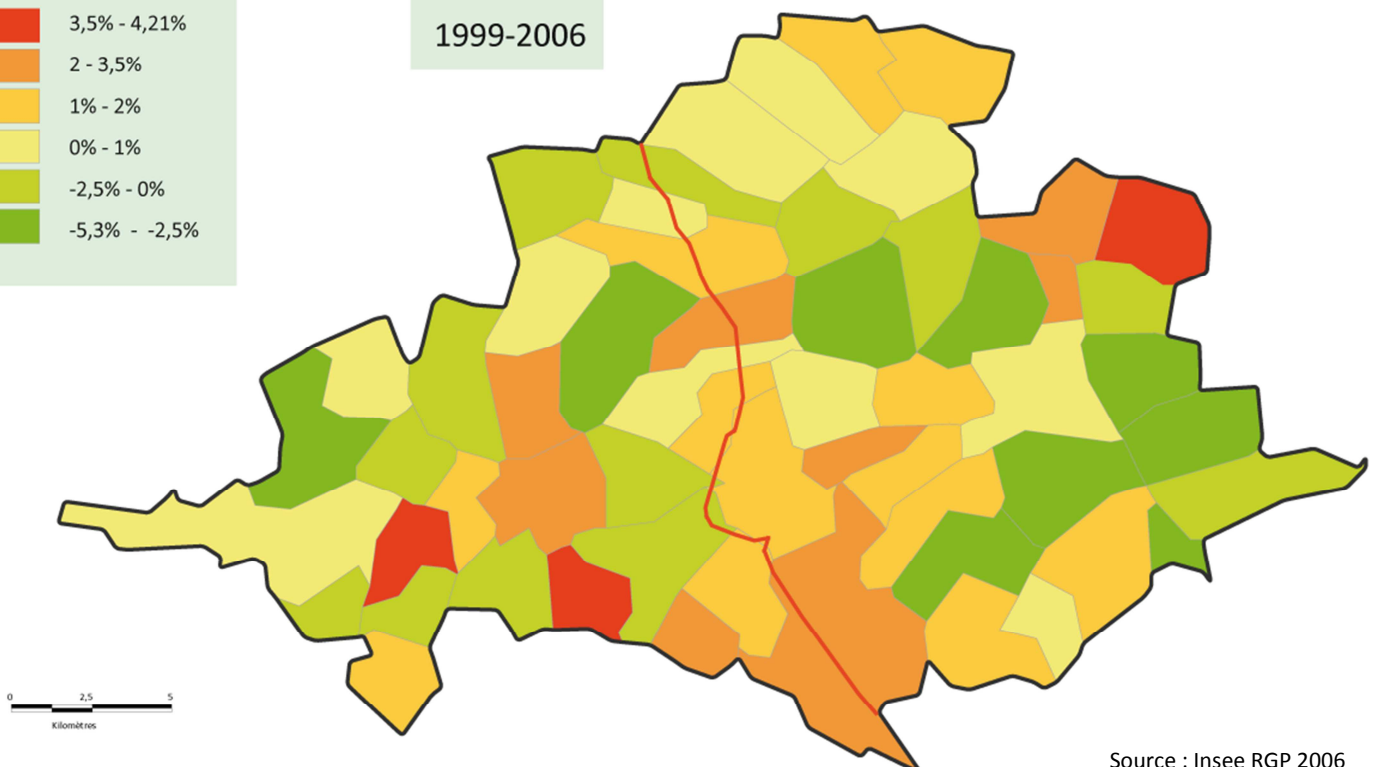 3,5% - 4,21%
2 - 3,5%
1% - 2%
0% - 1%
-2,5% - 0%
-5,3%  -  -2,5%
1999-2006
0 2,5 5
Kilomètres
Source : Insee RGP 2006